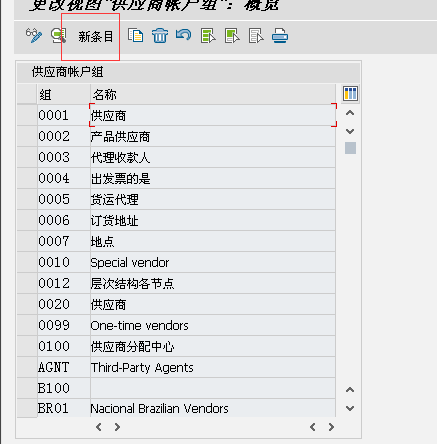 更改视图"供应商帐户组": 概览
新条目
供应商帐户组
组 名称
0001 供应商
0002 产品供应商
0003 代理收款人
0004 出发票的是
0005 货运代理
0006 订货地址
0007 地点
0010 Special vendor
0012 层次结构各节点
0020 供应商
0099 One-time vendors
0100 供应商分配中心
AGNT Third-Party Agents
B100
BR01 Nacional Brazilian Vendors